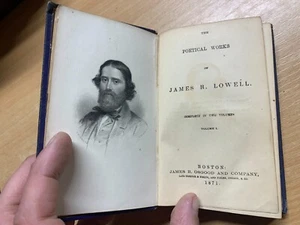 THE
POETICAL WORKS
OF
JAMES R. LOWELL.
COMPLETE IN TWO VOLUMES
VOLUME I.
BOSTON:
JAMES R. OSGOOD AND COMPANY,
1871.